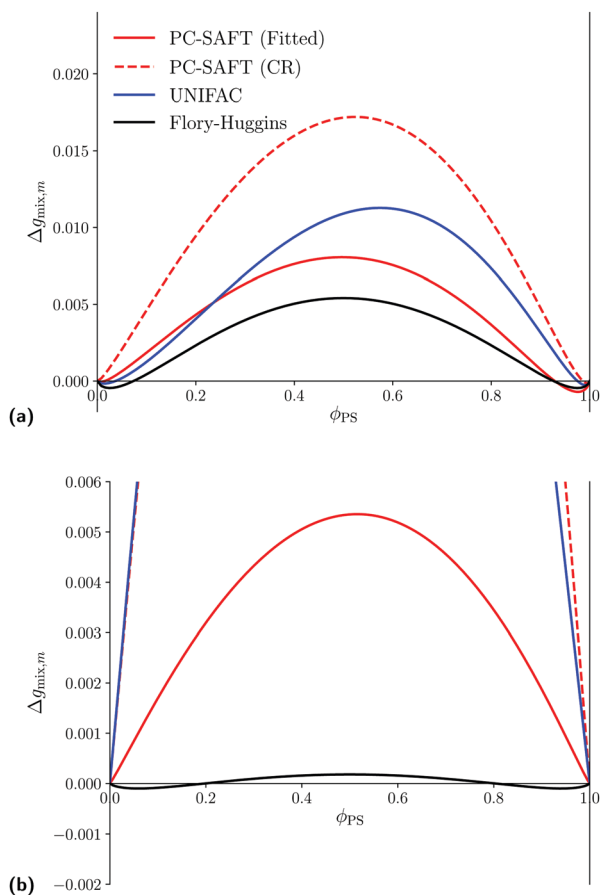 PC-SAFT (Fitted)
PC-SAFT (CR)
UNIFAC
Flory-Huggins
0.020
0.015
0.010
0.005
0.000
Δg_mix,m
0.0 0.2 0.4 0.6 0.8 1.0
ϕ_PS
(a)
0.006
0.005
0.004
0.003
0.002
0.001
0.000
−0.001
−0.002
Δg_mix,m
0.0 0.2 0.4 0.6 0.8 1.0
ϕ_PS
(b)